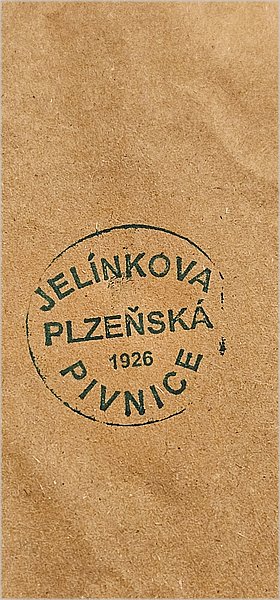 JELÍNKOVA
PLZEŇSKÁ
1926
PIVNICE